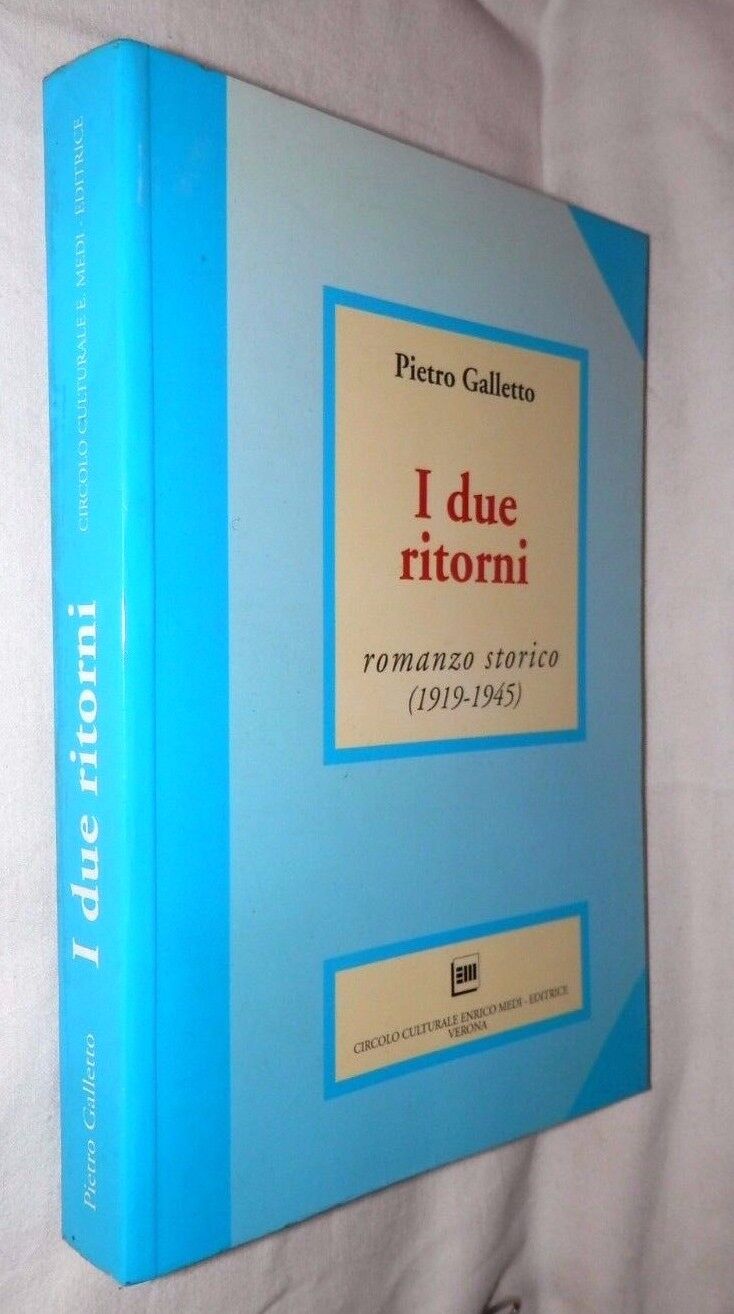 Pietro Galletto
I due
ritorni
romanzo storico
(1919-1945)
EM
CIRCOLO CULTURALE ENRICO MEDI - EDITRICE
VERONA
Pietro Galletto I due ritorni CIRCOLO CULTURALE E. MEDI - EDITRICE